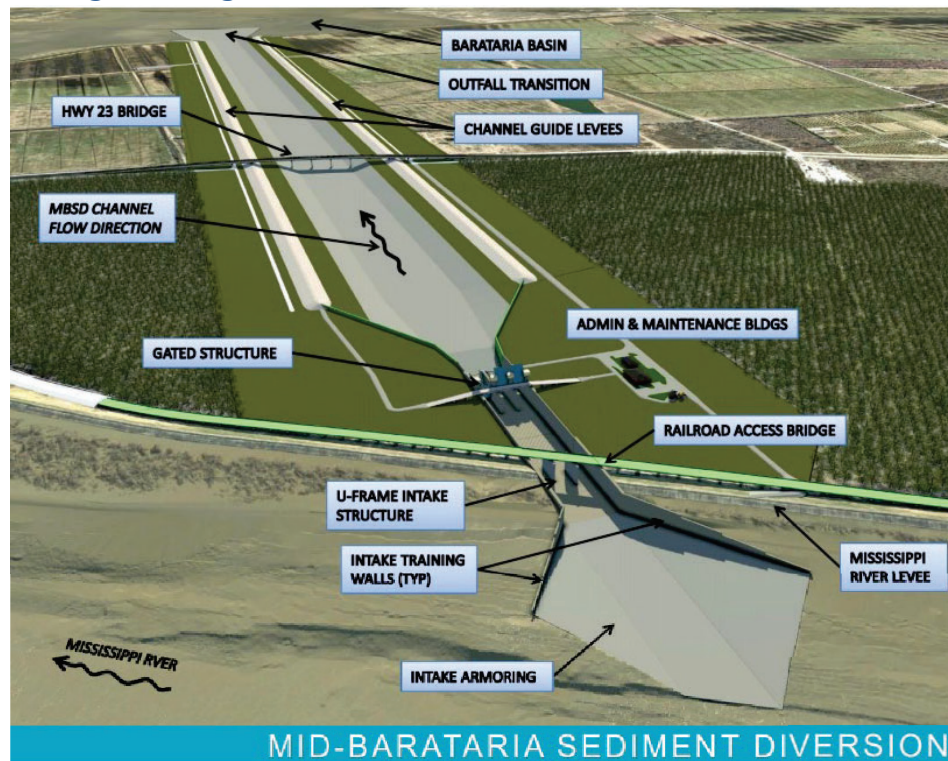 BARATARIA BASIN
OUTFALL TRANSITION
HWY 23 BRIDGE
CHANNEL GUIDE LEVEES
MBSD CHANNEL
FLOW DIRECTION
ADMIN & MAINTENANCE BLDGS
GATED STRUCTURE
RAILROAD ACCESS BRIDGE
U-FRAME INTAKE
STRUCTURE
INTAKE TRAINING
WALLS (TYP)
MISSISSIPPI
RIVER LEVEE
MISSISSIPPI RVER
INTAKE ARMORING
MID-BARATARIA SEDIMENT DIVERSION